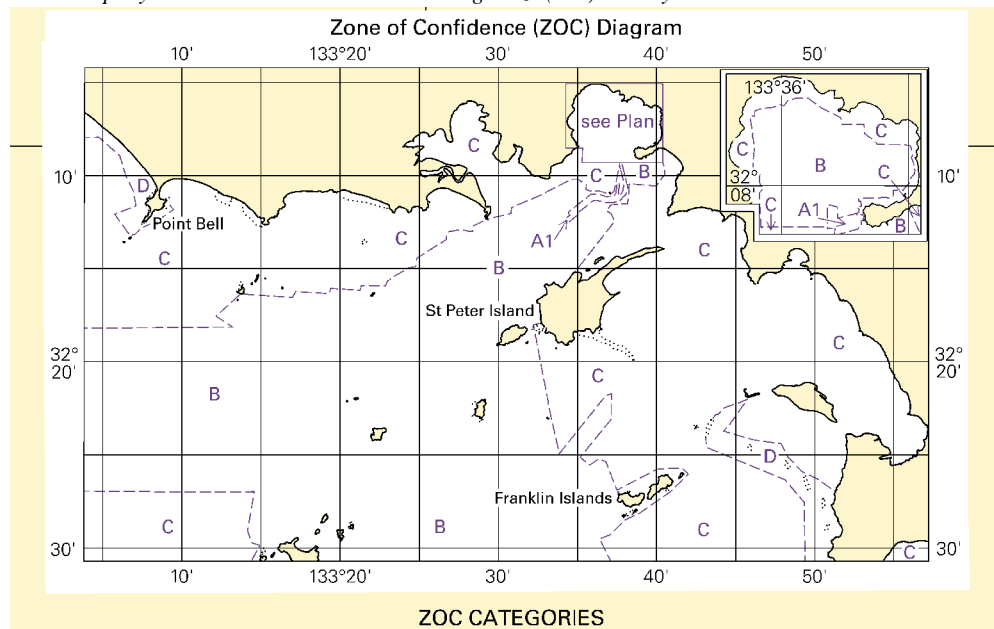 Zone of Confidence (ZOC) Diagram
10' 133°20' 30' 40' 50'
133°36'
see Plan
C
C
C
B
10' C B C 10'
D
32°
08' C A1 B
Point Bell
C A1 C
C B
St Peter Island
C
32° 32°
20' C 20'
B
D
Franklin Islands
C B C
30' C 30'
10' 133°20' 30' 40' 50'
ZOC CATEGORIES